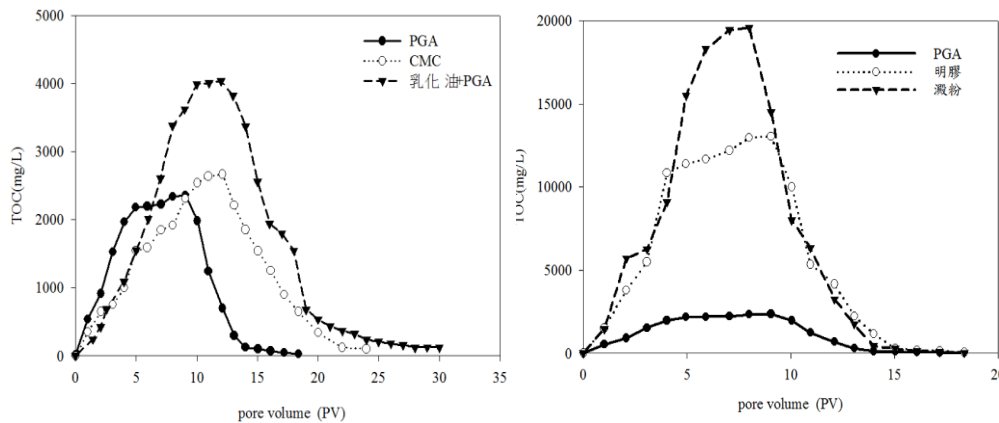 5000
4000
3000
2000
1000
0
TOC(mg/L)
PGA
CMC
乳化 油+PGA
0 5 10 15 20 25 30
pore volume (PV)
20000
15000
10000
5000
0
TOC(mg/L)
PGA
明膠
澱粉
0 5 10 15 20
pore volume (PV)